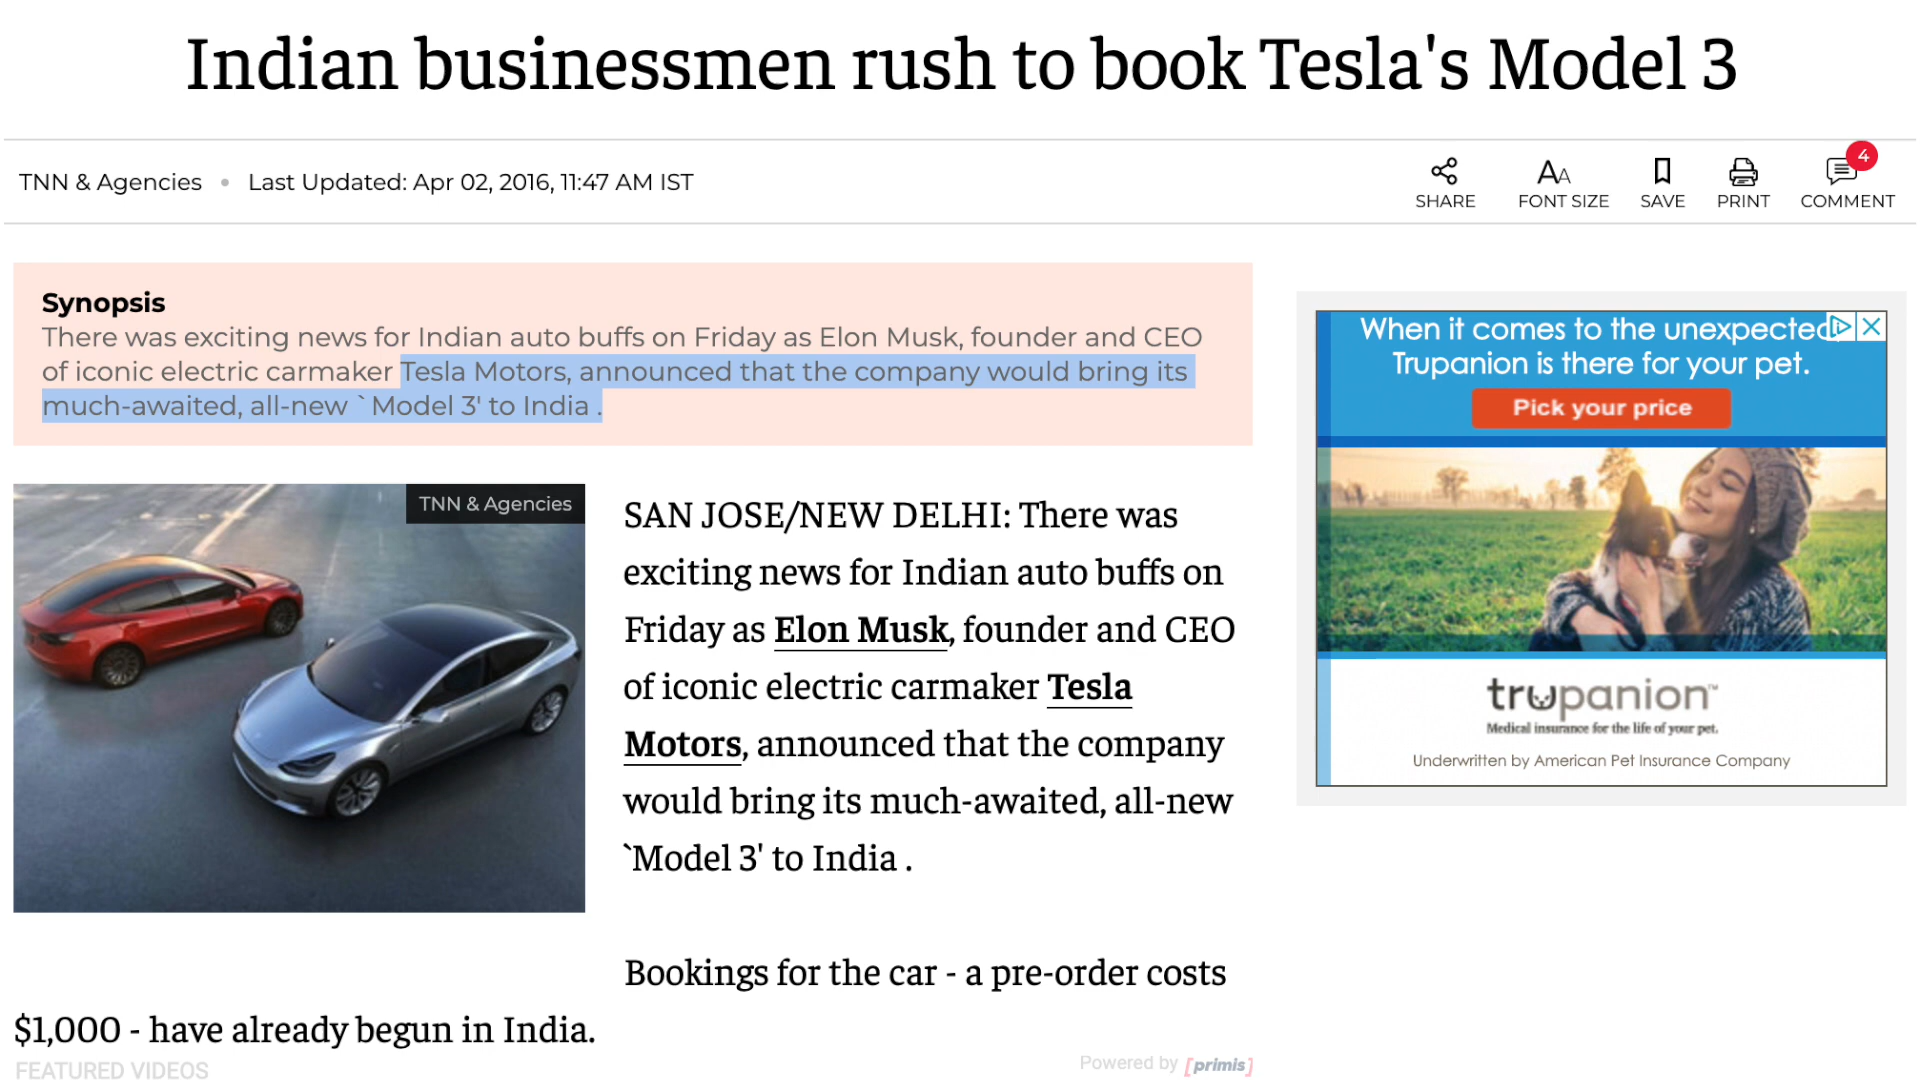 Indian businessmen rush to book Tesla's Model 3
TNN & Agencies • Last Updated: Apr 02, 2016, 11:47 AM IST
SHARE
AA
FONT SIZE
SAVE
PRINT
4
COMMENT
Synopsis
There was exciting news for Indian auto buffs on Friday as Elon Musk, founder and CEO
of iconic electric carmaker Tesla Motors, announced that the company would bring its
much-awaited, all-new `Model 3' to India .
TNN & Agencies
SAN JOSE/NEW DELHI: There was
exciting news for Indian auto buffs on
Friday as Elon Musk, founder and CEO
of iconic electric carmaker Tesla
Motors, announced that the company
would bring its much-awaited, all-new
`Model 3' to India .
Bookings for the car - a pre-order costs
$1,000 - have already begun in India.
FEATURED VIDEOS
Powered by [primis]
When it comes to the unexpected,
Trupanion is there for your pet.
Pick your price
trupanion™
Medical insurance for the life of your pet.
Underwritten by American Pet Insurance Company